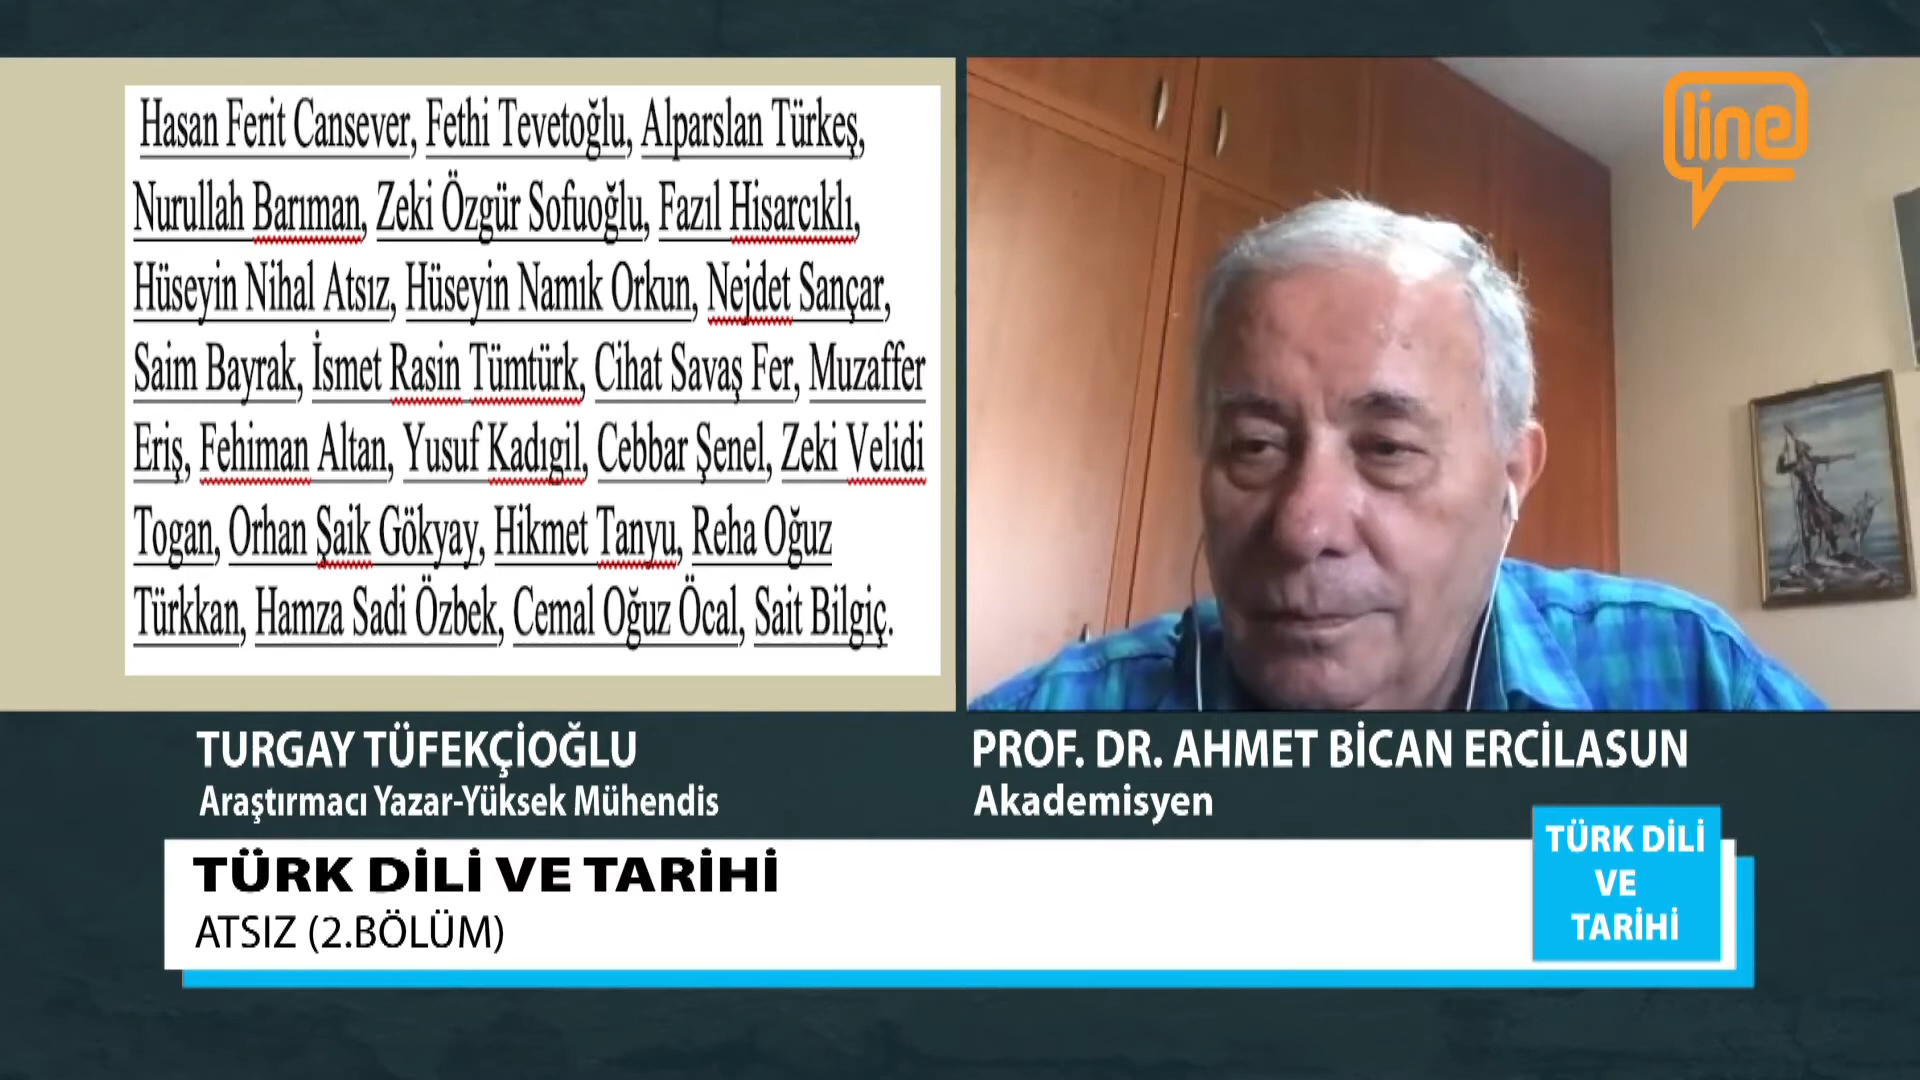 Hasan Ferit Cansever, Fethi Tevetoğlu, Alparslan Türkeş,
Nurullah Barıman, Zeki Özgür Sofuoğlu, Fazıl Hisarcıklı,
Hüseyin Nihal Atsız, Hüseyin Namık Orkun, Nejdet Sançar,
Saim Bayrak, İsmet Rasin Tümtürk, Cihat Savaş Fer, Muzaffer
Eriş, Fehiman Altan, Yusuf Kadıgil, Cebbar Şenel, Zeki Velidi
Togan, Orhan Şaik Gökyay, Hikmet Tanyu, Reha Oğuz
Türkkan, Hamza Sadi Özbek, Cemal Oğuz Öcal, Sait Bilgiç.
line
TURGAY TÜFEKÇİOĞLU
Araştırmacı Yazar-Yüksek Mühendis
PROF. DR. AHMET BİCAN ERCİLASUN
Akademisyen
TÜRK DİLİ VE TARİHİ
ATSIZ (2.BÖLÜM)
TÜRK DİLİ
VE
TARİHİ